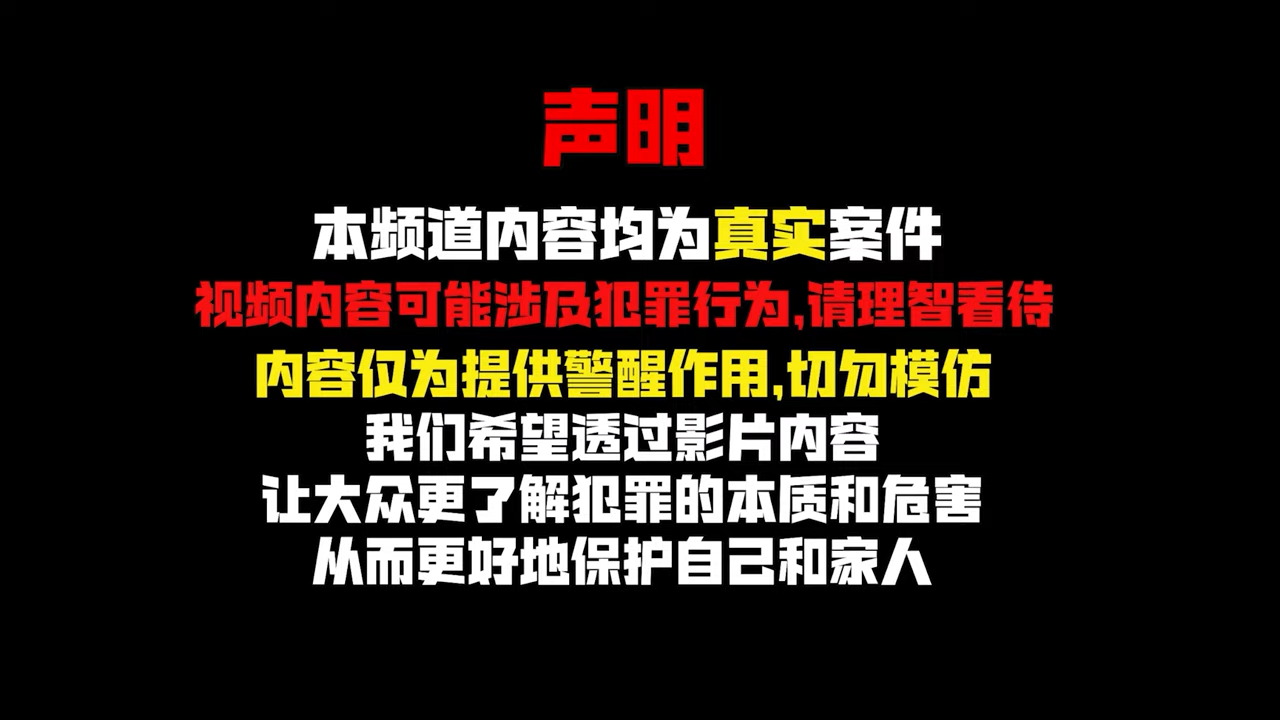 声明
本频道内容均为真实案件
视频内容可能涉及犯罪行为,请理智看待
内容仅为提供警醒作用,切勿模仿
我们希望透过影片内容
让大众更了解犯罪的本质和危害
从而更好地保护自己和家人